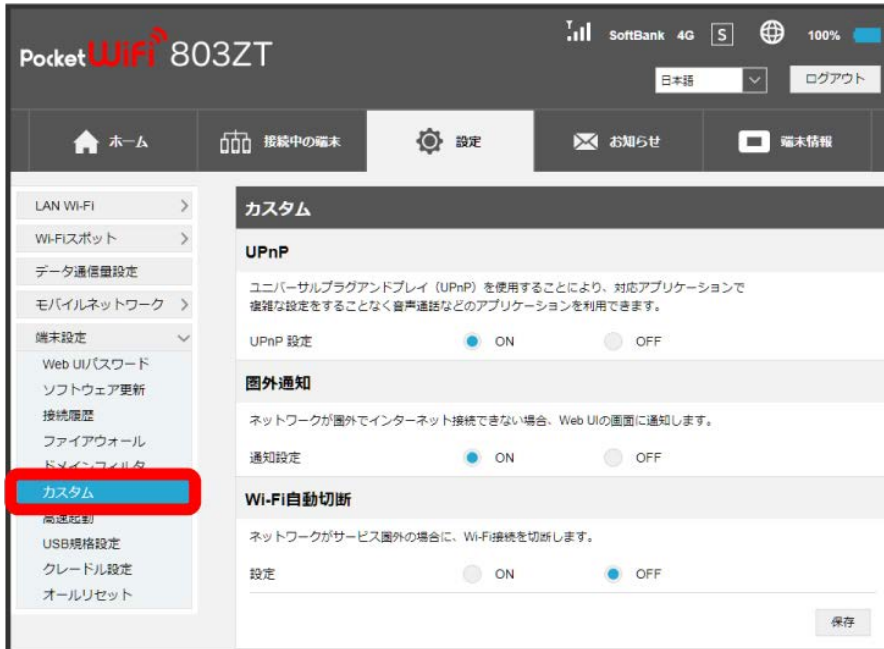 Pocket WiFi 803ZT
SoftBank 4G S 100%
日本語 ログアウト
ホーム 接続中の端末 設定 お知らせ 端末情報
LAN Wi-Fi
Wi-Fiスポット
データ通信量設定
モバイルネットワーク
端末設定
Web UIパスワード
ソフトウェア更新
接続履歴
ファイアウォール
ドメインフィルタ
カスタム
高速起動
USB規格設定
クレードル設定
オールリセット
カスタム
UPnP
ユニバーサルプラグアンドプレイ（UPnP）を使用することにより、対応アプリケーションで
複雑な設定をすることなく音声通話などのアプリケーションを利用できます。
UPnP 設定 ON OFF
圏外通知
ネットワークが圏外でインターネット接続できない場合、Web UIの画面に通知します。
通知設定 ON OFF
Wi-Fi自動切断
ネットワークがサービス圏外の場合に、Wi-Fi接続を切断します。
設定 ON OFF
保存